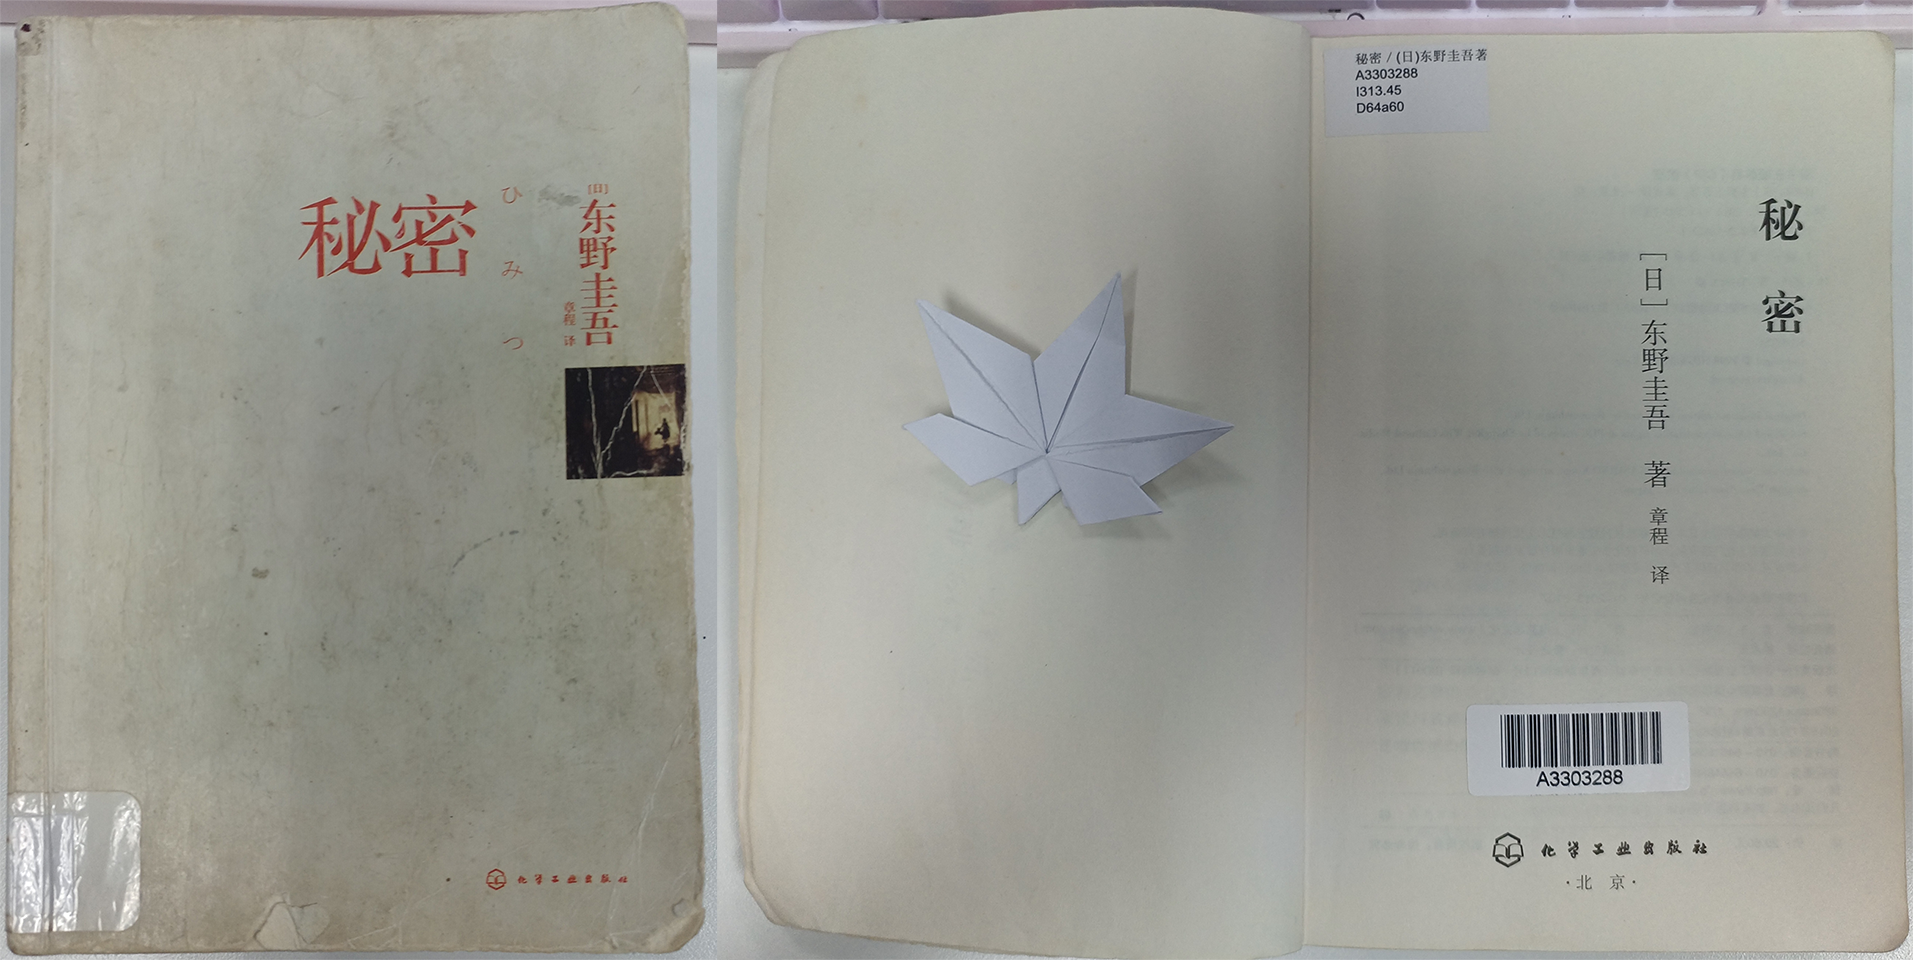 秘密
ひみつ
[日]东野圭吾
章程 译
化学工业出版社
秘密 / (日)东野圭吾著
A3303288
I313.45
D64a60
秘密
[日]东野圭吾 著
章程 译
A3303288
化学工业出版社
·北 京·